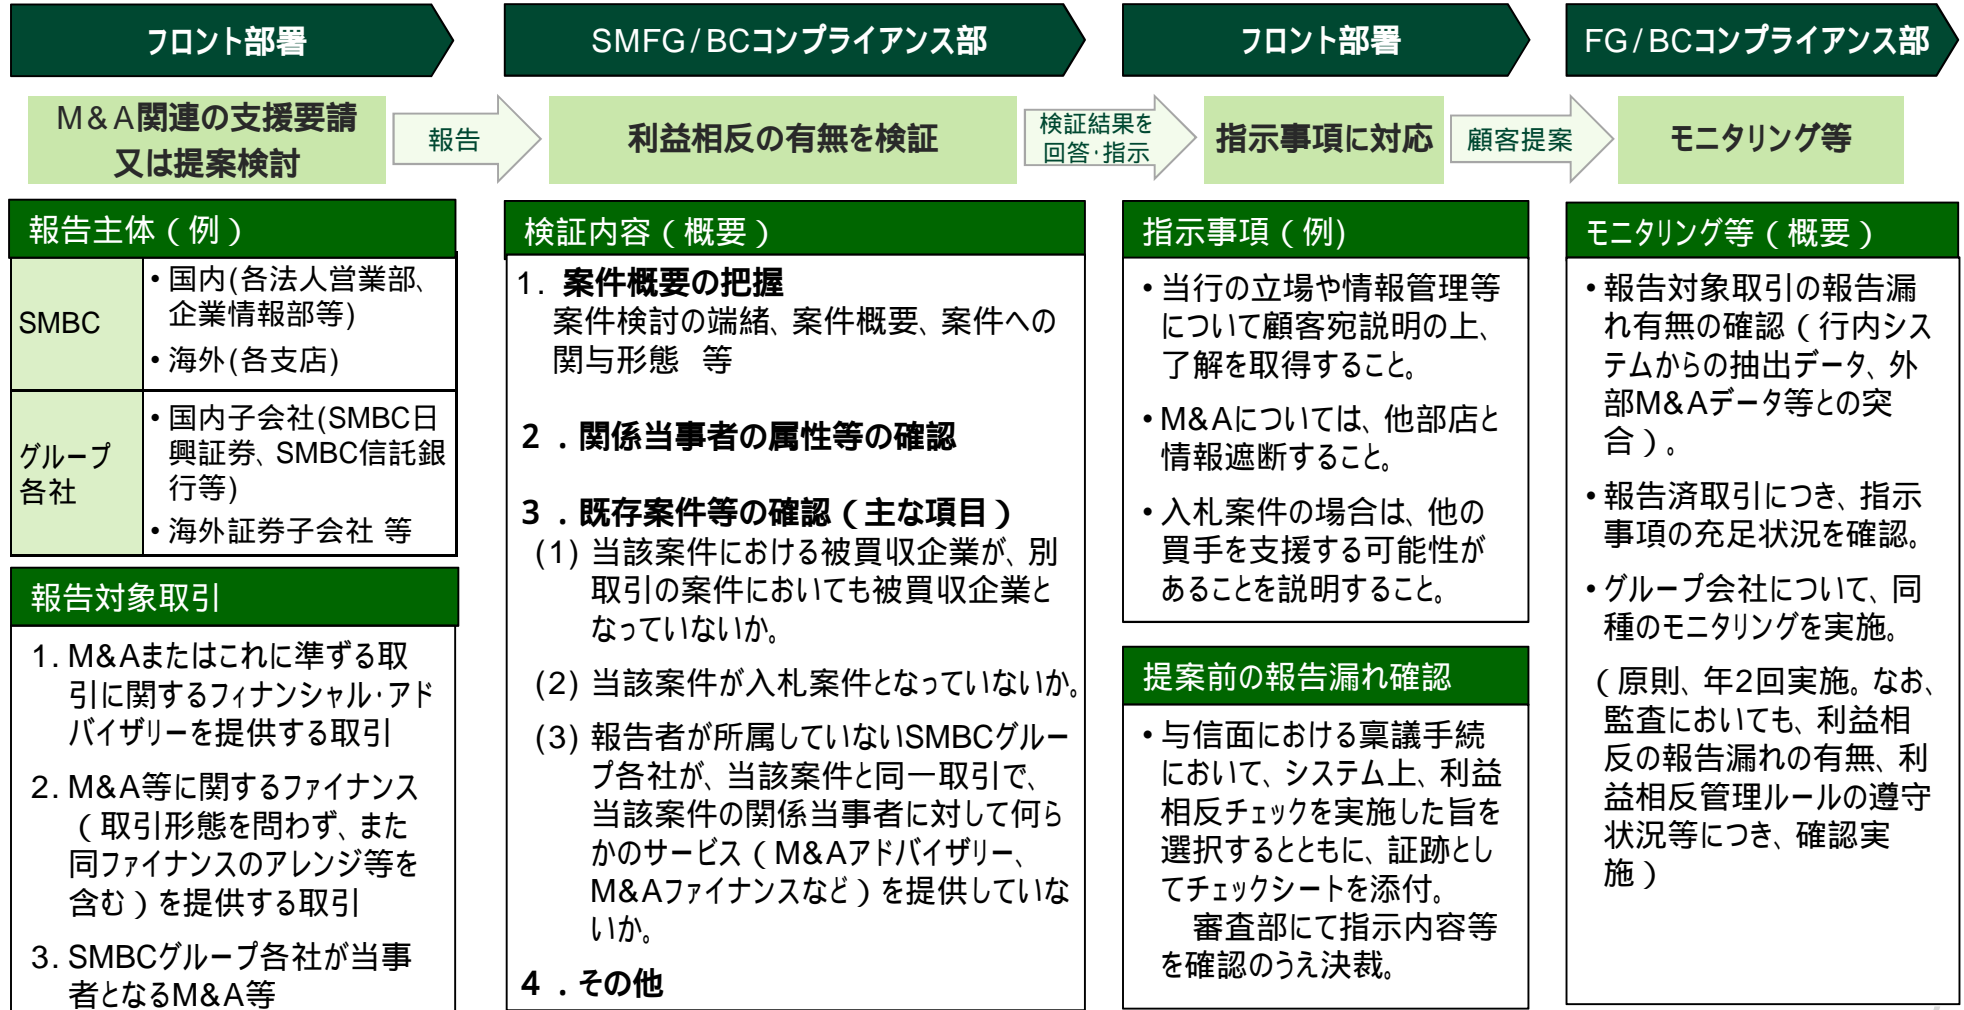 フロント部署
SMFG/BCコンプライアンス部
フロント部署
FG/BCコンプライアンス部
M&A関連の支援要請
又は提案検討
報告
利益相反の有無を検証
検証結果を
回答・指示
指示事項に対応
顧客提案
モニタリング等
報告主体(例)
SMBC
・国内(各法人営業部、
企業情報部等)
・海外(各支店)
グループ
各社
・国内子会社(SMBC日
興証券、SMBC信託銀
行等)
・海外証券子会社 等
報告対象取引
1. M&Aまたはこれに準ずる取
引に関するフィナンシャル・アド
バイザリーを提供する取引
2. M&A等に関するファイナンス
(取引形態を問わず、また
同ファイナンスのアレンジ等を
含む)を提供する取引
3. SMBCグループ各社が当事
者となるM&A等
検証内容(概要)
1. 案件概要の把握
案件検討の端緒、案件概要、案件への
関与形態 等
2.関係当事者の属性等の確認
3.既存案件等の確認(主な項目)
(1) 当該案件における被買収企業が、別
取引の案件においても被買収企業と
なっていないか。
(2) 当該案件が入札案件となっていないか。
(3) 報告者が所属していないSMBCグルー
プ各社が、当該案件と同一取引で、
当該案件の関係当事者に対して何ら
かのサービス(M&Aアドバイザリー、
M&Aファイナンスなど)を提供していな
いか。
4.その他
指示事項(例)
・当行の立場や情報管理等
について顧客宛説明の上、
了解を取得すること。
・M&Aについては、他部店と
情報遮断すること。
・入札案件の場合は、他の
買手を支援する可能性が
あることを説明すること。
提案前の報告漏れ確認
・与信面における稟議手続
において、システム上、利益
相反チェックを実施した旨を
選択するとともに、証跡とし
てチェックシートを添付。
審査部にて指示内容等
を確認のうえ決裁。
モニタリング等(概要)
・報告対象取引の報告漏
れ有無の確認(行内シス
テムからの抽出データ、外
部M&Aデータ等との突
合)。
・報告済取引につき、指示
事項の充足状況を確認。
・グループ会社について、同
種のモニタリングを実施。
(原則、年2回実施。なお、
監査においても、利益相
反の報告漏れの有無、利
益相反管理ルールの遵守
状況等につき、確認実
施)